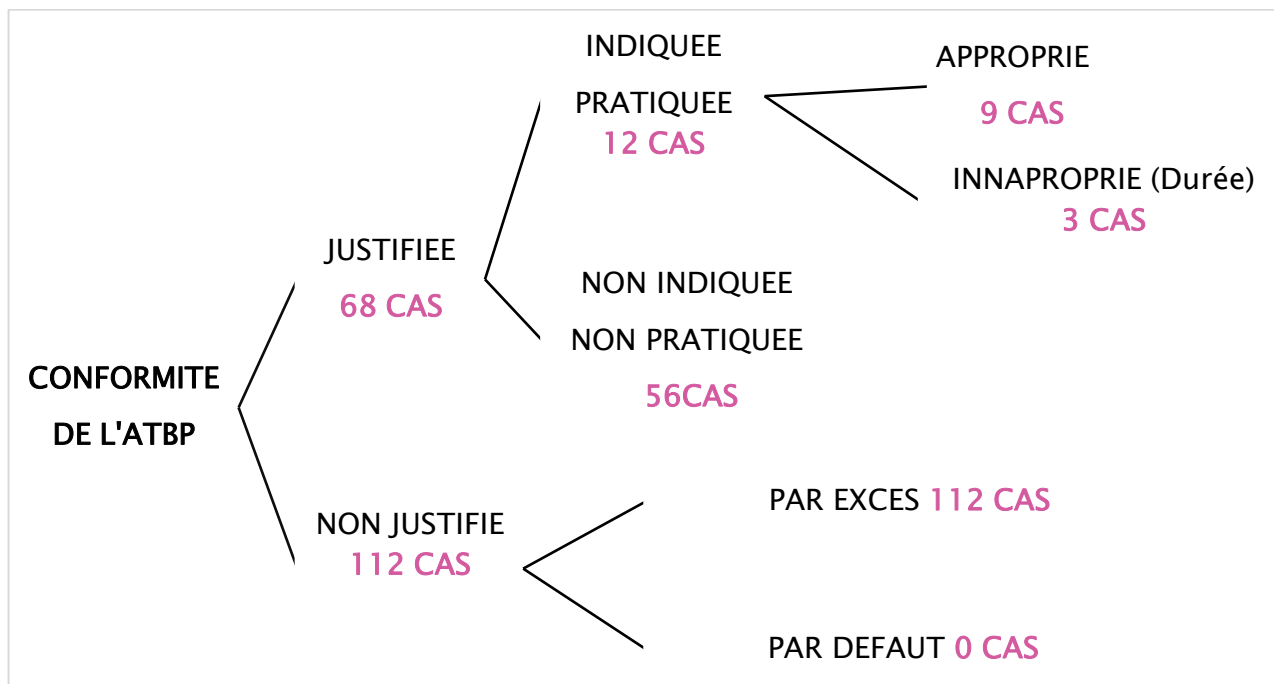 CONFORMITE
DE L'ATBP
JUSTIFIEE
68 CAS
INDIQUEE
PRATIQUEE
12 CAS
APPROPRIE
9 CAS
INNAPROPRIE (Durée)
3 CAS
NON INDIQUEE
NON PRATIQUEE
56CAS
NON JUSTIFIE
112 CAS
PAR EXCES 112 CAS
PAR DEFAUT 0 CAS